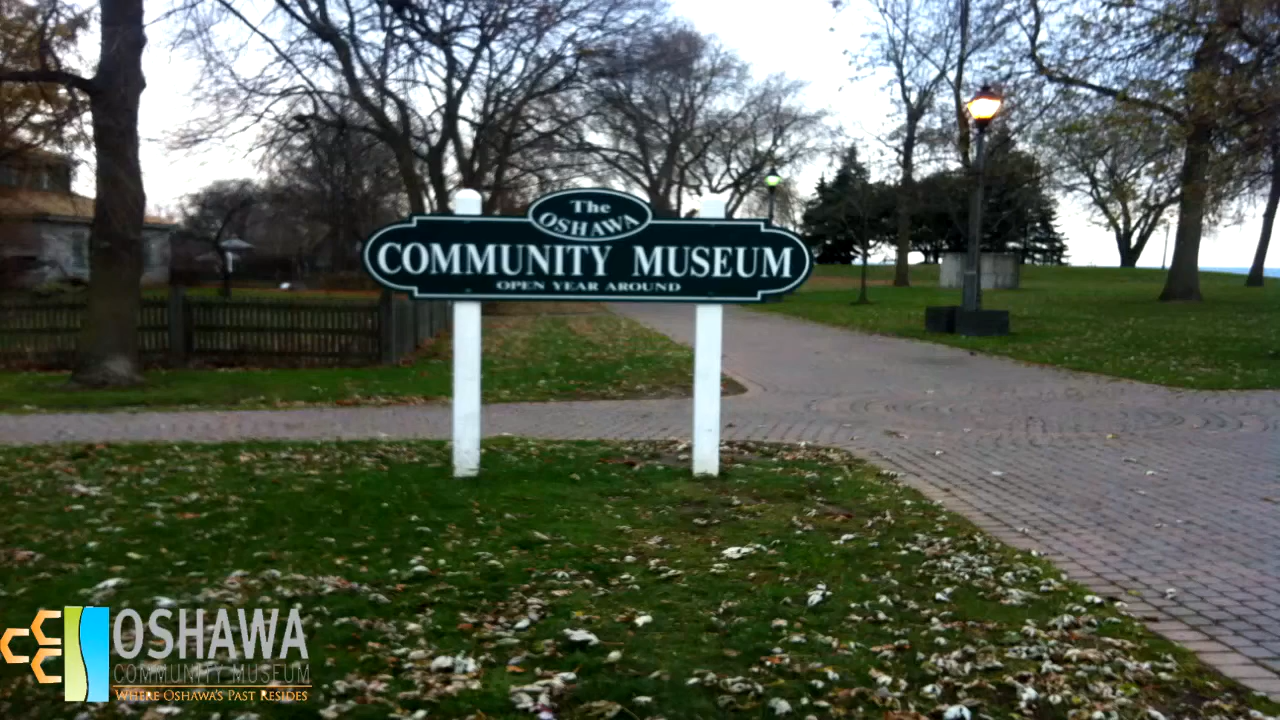 The
OSHAWA
COMMUNITY MUSEUM
OPEN YEAR AROUND
OSHAWA
COMMUNITY MUSEUM
WHERE OSHAWA'S PAST RESIDES